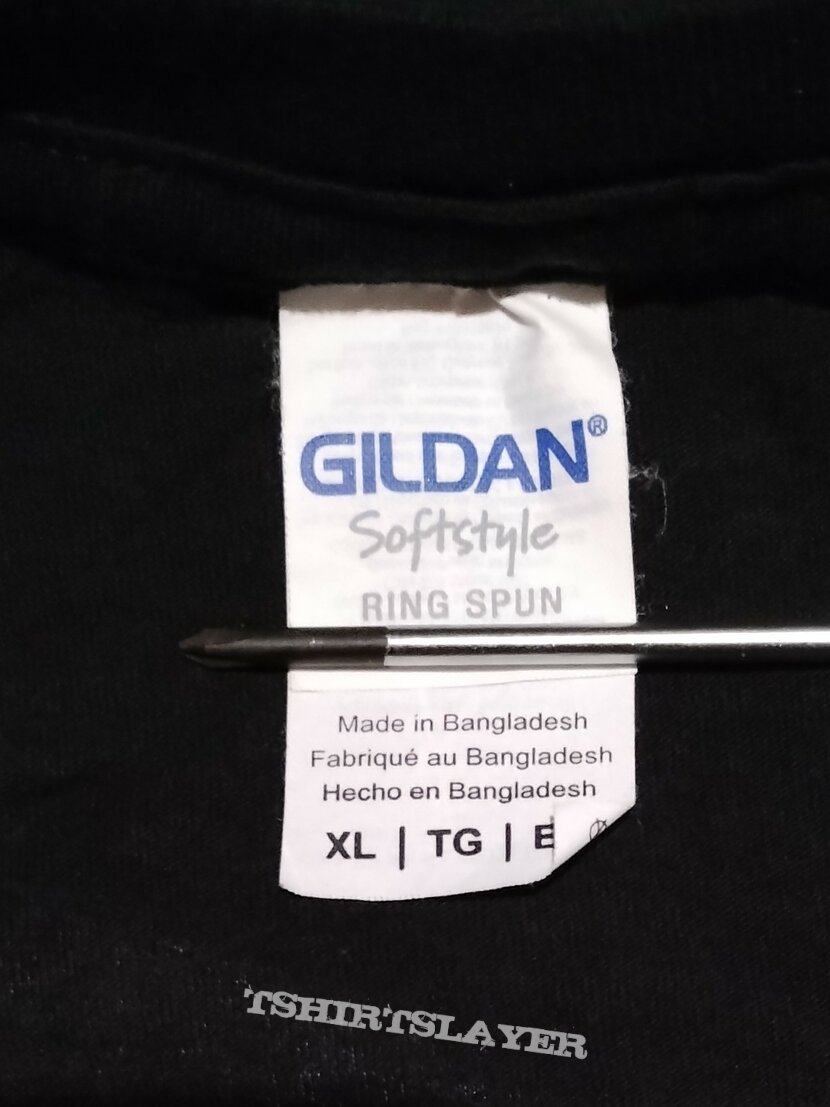 GILDAN®
Softstyle
RING SPUN
Made in Bangladesh
Fabriqué au Bangladesh
Hecho en Bangladesh
XL | TG | E
TSHIRTSLAYER